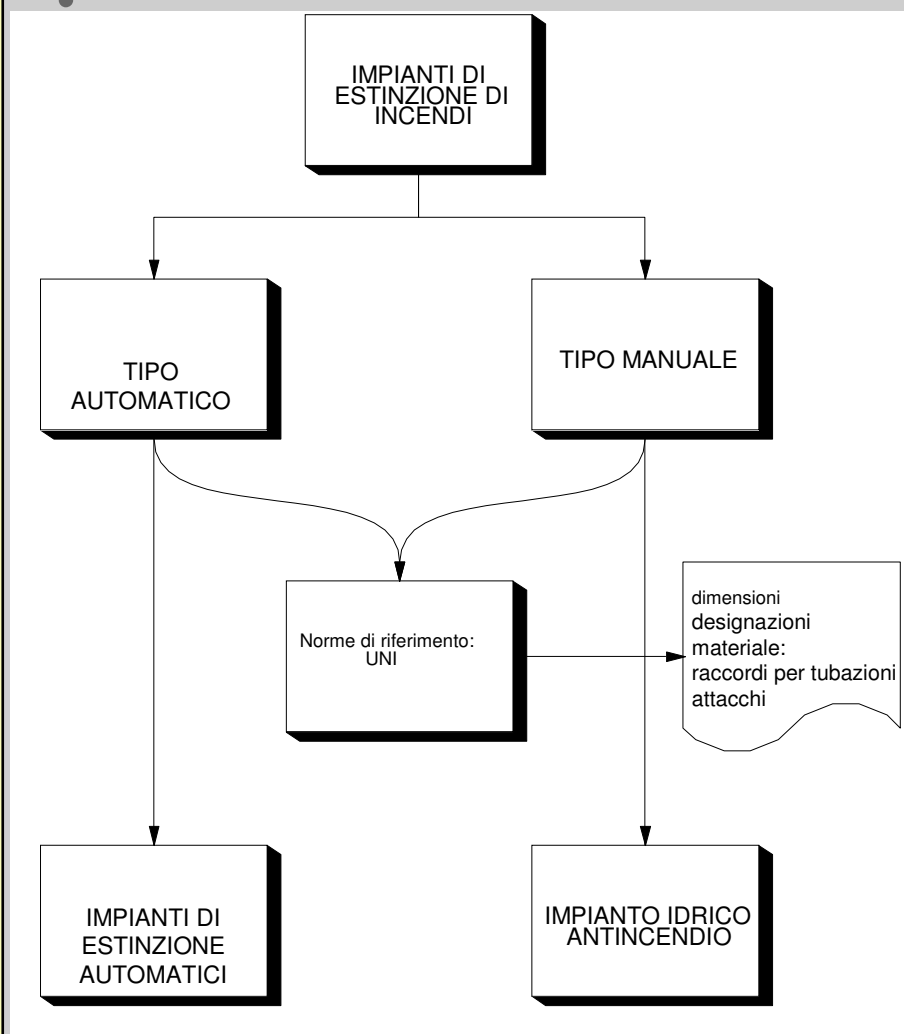 IMPIANTI DI
ESTINZIONE DI
INCENDI
TIPO
AUTOMATICO
TIPO MANUALE
Norme di riferimento:
UNI
dimensioni
designazioni
materiale:
raccordi per tubazioni
attacchi
IMPIANTI DI
ESTINZIONE
AUTOMATICI
IMPIANTO IDRICO
ANTINCENDIO